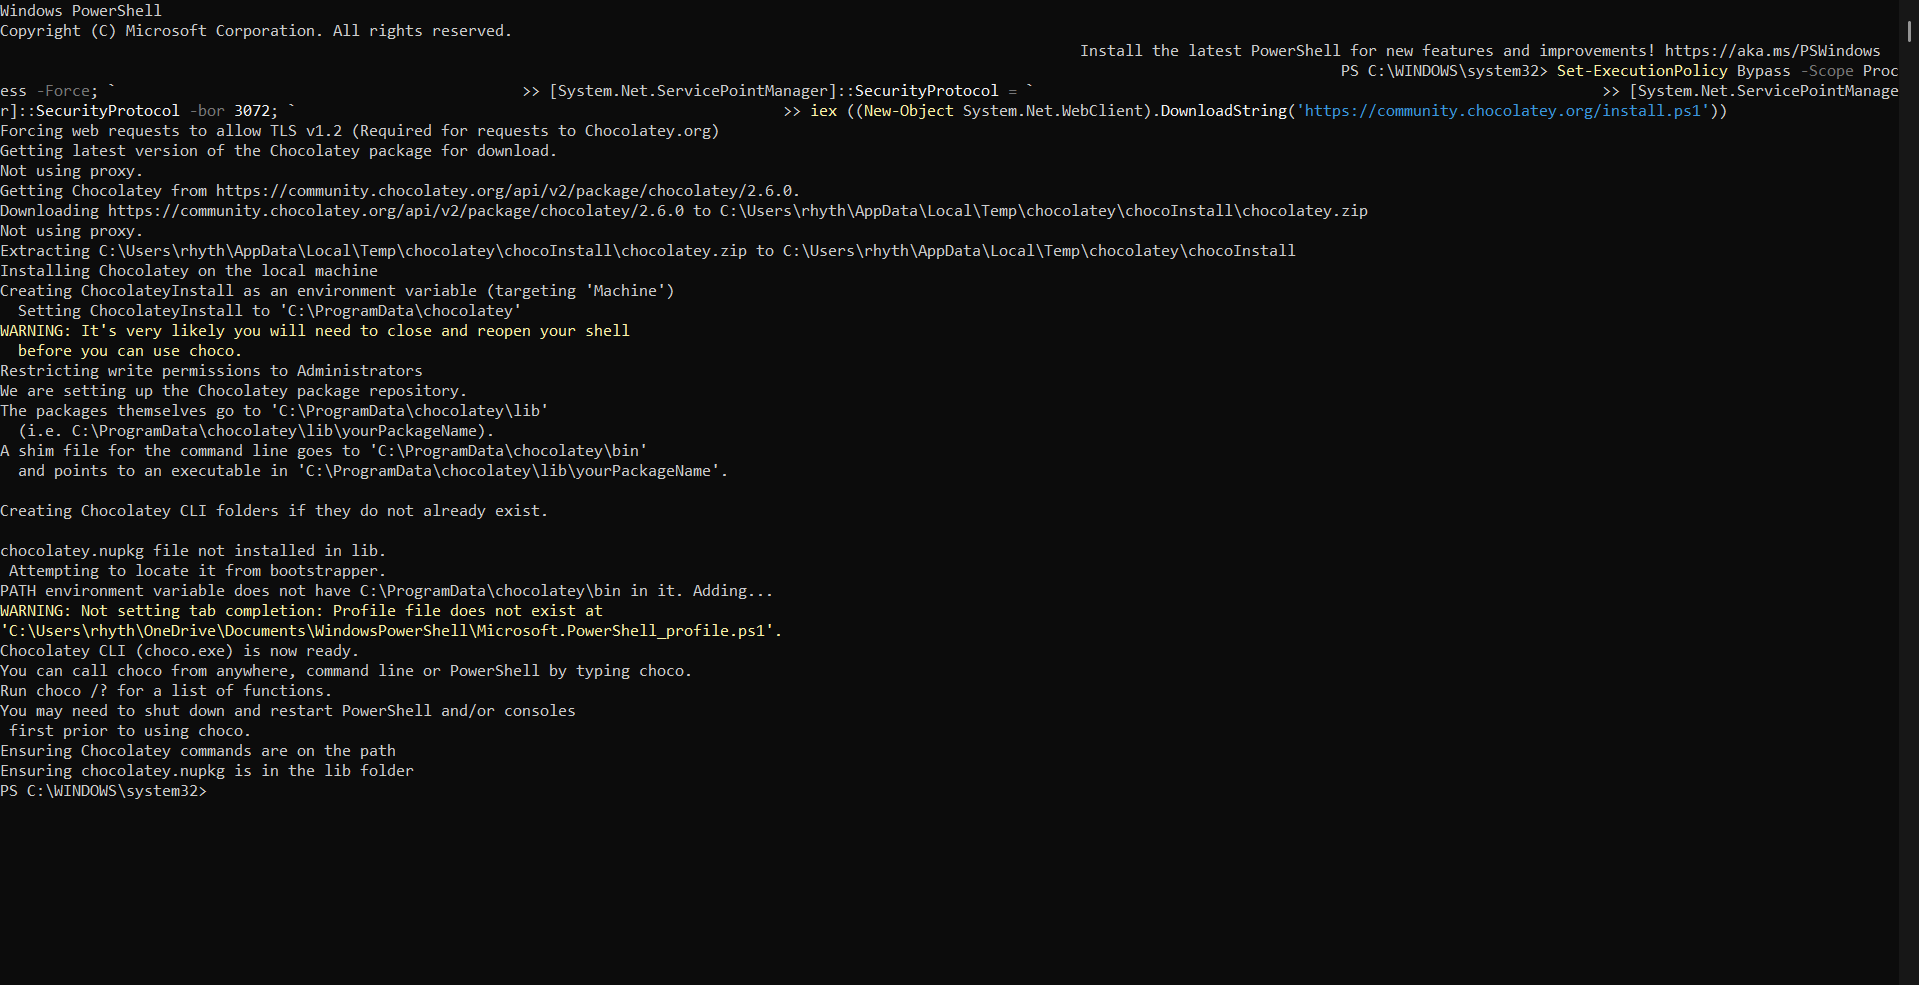 Windows PowerShell
Copyright (C) Microsoft Corporation. All rights reserved.
Install the latest PowerShell for new features and improvements! https://aka.ms/PSWindows
PS C:\WINDOWS\system32> Set-ExecutionPolicy Bypass -Scope Proc
ess -Force; ` >> [System.Net.ServicePointManager]::SecurityProtocol = ` >> [System.Net.ServicePointManage
r]::SecurityProtocol -bor 3072; ` >> iex ((New-Object System.Net.WebClient).DownloadString('https://community.chocolatey.org/install.ps1'))
Forcing web requests to allow TLS v1.2 (Required for requests to Chocolatey.org)
Getting latest version of the Chocolatey package for download.
Not using proxy.
Getting Chocolatey from https://community.chocolatey.org/api/v2/package/chocolatey/2.6.0.
Downloading https://community.chocolatey.org/api/v2/package/chocolatey/2.6.0 to C:\Users\rhyth\AppData\Local\Temp\chocolatey\chocoInstall\chocolatey.zip
Not using proxy.
Extracting C:\Users\rhyth\AppData\Local\Temp\chocolatey\chocoInstall\chocolatey.zip to C:\Users\rhyth\AppData\Local\Temp\chocolatey\chocoInstall
Installing Chocolatey on the local machine
Creating ChocolateyInstall as an environment variable (targeting 'Machine')
  Setting ChocolateyInstall to 'C:\ProgramData\chocolatey'
WARNING: It's very likely you will need to close and reopen your shell
  before you can use choco.
Restricting write permissions to Administrators
We are setting up the Chocolatey package repository.
The packages themselves go to 'C:\ProgramData\chocolatey\lib'
  (i.e. C:\ProgramData\chocolatey\lib\yourPackageName).
A shim file for the command line goes to 'C:\ProgramData\chocolatey\bin'
  and points to an executable in 'C:\ProgramData\chocolatey\lib\yourPackageName'.

Creating Chocolatey CLI folders if they do not already exist.

chocolatey.nupkg file not installed in lib.
 Attempting to locate it from bootstrapper.
PATH environment variable does not have C:\ProgramData\chocolatey\bin in it. Adding...
WARNING: Not setting tab completion: Profile file does not exist at
'C:\Users\rhyth\OneDrive\Documents\WindowsPowerShell\Microsoft.PowerShell_profile.ps1'.
Chocolatey CLI (choco.exe) is now ready.
You can call choco from anywhere, command line or PowerShell by typing choco.
Run choco /? for a list of functions.
You may need to shut down and restart PowerShell and/or consoles
 first prior to using choco.
Ensuring Chocolatey commands are on the path
Ensuring chocolatey.nupkg is in the lib folder
PS C:\WINDOWS\system32>